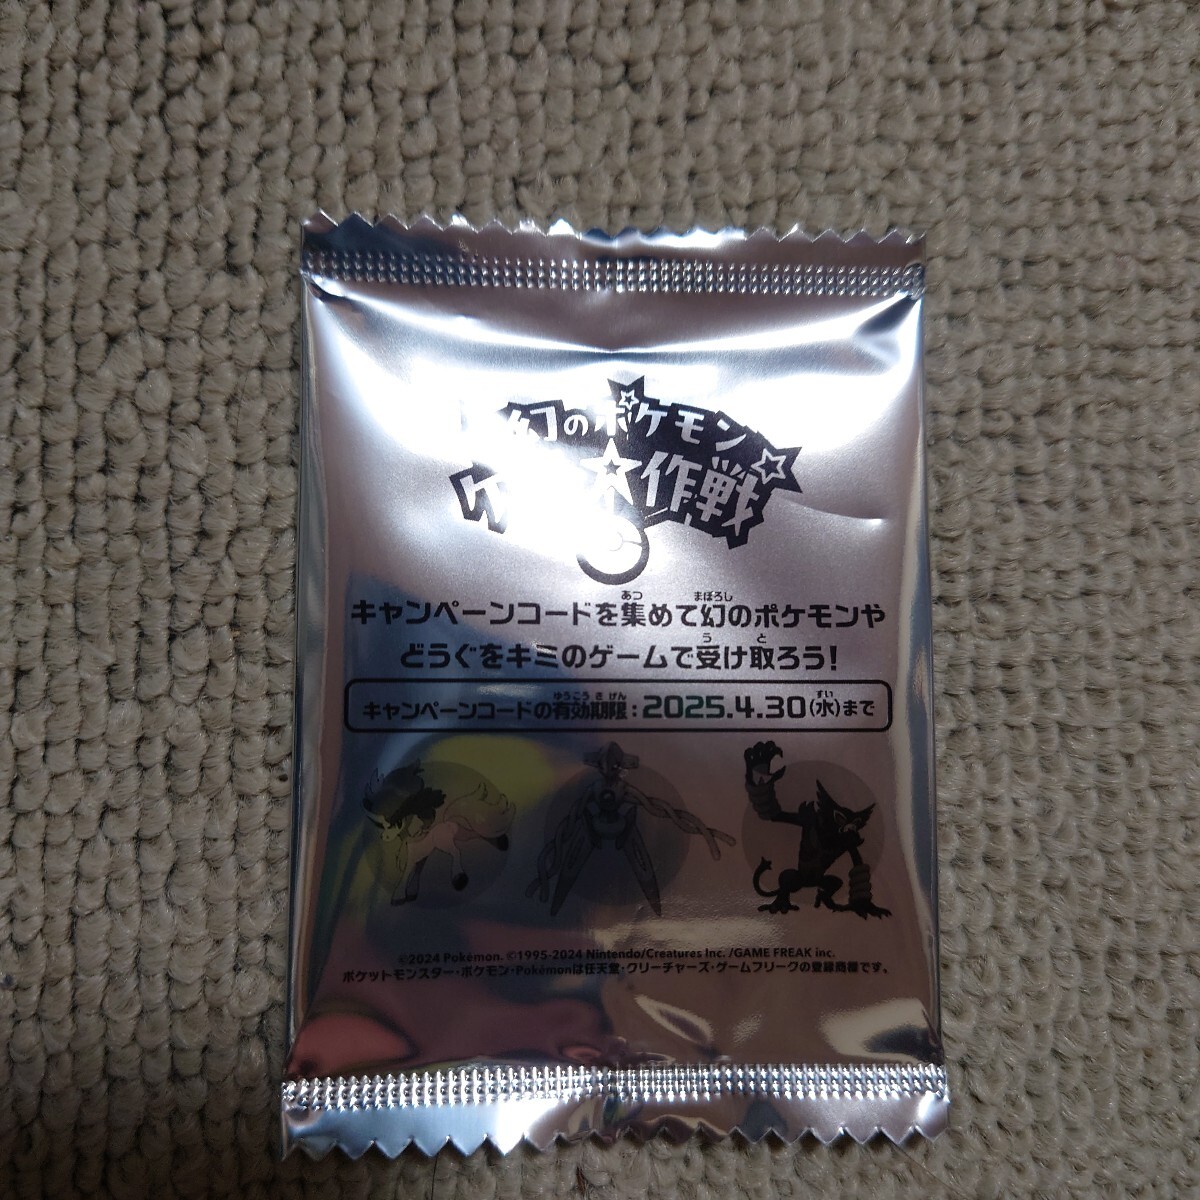 幻のポケモン
ゲ☆作戦
キャンペーンコードを集めて幻のポケモンや
どうぐをキミのゲームで受け取ろう!
キャンペーンコードの有効期限:2025.4.30(水)まで
©2024 Pokémon. ©1995-2024 Nintendo/Creatures Inc. /GAME FREAK inc.
ポケットモンスター・ポケモン・Pokémonは任天堂・クリーチャーズ・ゲームフリークの登録商標です。